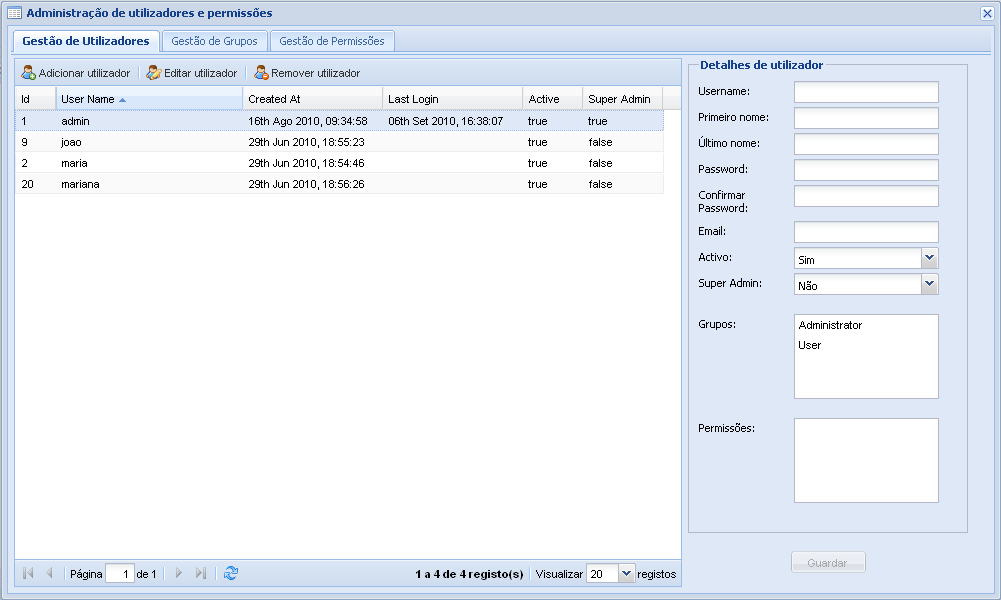 Administração de utilizadores e permissões
Gestão de Utilizadores Gestão de Grupos Gestão de Permissões
Adicionar utilizador Editar utilizador Remover utilizador
Id User Name Created At Last Login Active Super Admin
1 admin 16th Ago 2010, 09:34:58 06th Set 2010, 16:38:07 true true
9 joao 29th Jun 2010, 18:55:23 true false
2 maria 29th Jun 2010, 18:54:46 true false
20 mariana 29th Jun 2010, 18:56:26 true false
Página 1 de 1 1 a 4 de 4 registo(s) Visualizar 20 registos
Detalhes de utilizador
Username:
Primeiro nome:
Último nome:
Password:
Confirmar
Password:
Email:
Activo: Sim
Super Admin: Não
Grupos: Administrator
User
Permissões:
Guardar